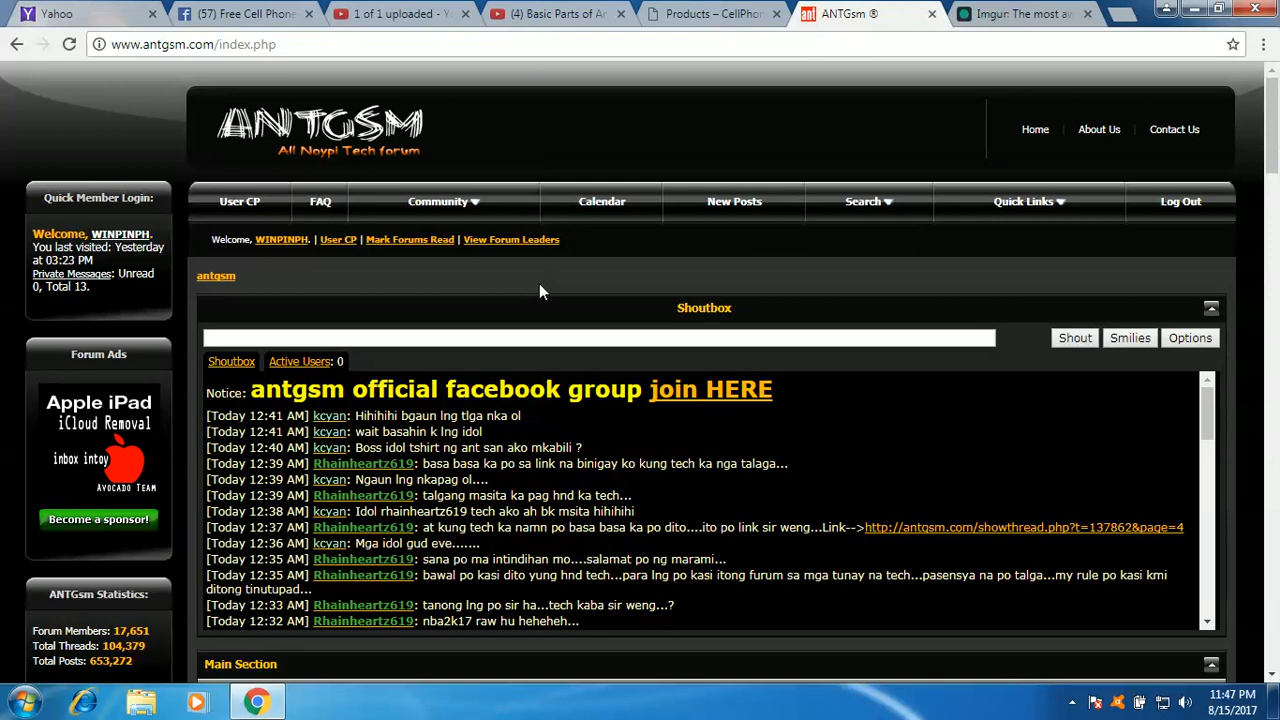 Yahoo
(57) Free Cell Phone
1 of 1 uploaded - Yo
(4) Basic Parts of An
Products – CellPhon
ANTGsm ®
Imgur: The most aw
www.antgsm.com/index.php
ANTGSM
All Noypi Tech forum
Home
About Us
Contact Us
Quick Member Login:
Welcome, WINPINPH.
You last visited: Yesterday
at 03:23 PM
Private Messages: Unread
0, Total 13.
User CP
FAQ
Community
Calendar
New Posts
Search
Quick Links
Log Out
Welcome, WINPINPH. | User CP | Mark Forums Read | View Forum Leaders
antgsm
Shoutbox
Shout
Smilies
Options
Shoutbox
Active Users: 0
Notice: antgsm official facebook group join HERE
[Today 12:41 AM] kcyan: Hihihihi bgaun lng tlga nka ol
[Today 12:41 AM] kcyan: wait basahin k lng idol
[Today 12:40 AM] kcyan: Boss idol tshirt ng ant san ako mkabili ?
[Today 12:39 AM] Rhainheartz619: basa basa ka po sa link na binigay ko kung tech ka nga talaga...
[Today 12:39 AM] kcyan: Ngaun lng nkapag ol....
[Today 12:39 AM] Rhainheartz619: talgang masita ka pag hnd ka tech...
[Today 12:38 AM] kcyan: Idol rhainheartz619 tech ako ah bk msita hihihihi
[Today 12:37 AM] Rhainheartz619: at kung tech ka namn po basa basa ka po dito....ito po link sir weng...Link-->http://antgsm.com/showthread.php?t=137862&page=4
[Today 12:36 AM] kcyan: Mga idol gud eve.......
[Today 12:35 AM] Rhainheartz619: sana po ma intindihan mo....salamat po ng marami...
[Today 12:35 AM] Rhainheartz619: bawal po kasi dito yung hnd tech...para lng po kasi itong furum sa mga tunay na tech...pasensya na po talga...my rule po kasi kmi
ditong tinutupad...
[Today 12:33 AM] Rhainheartz619: tanong lng po sir ha...tech kaba sir weng...?
[Today 12:32 AM] Rhainheartz619: nba2k17 raw hu heheheh...
Main Section
Forum Ads
Apple iPad
iCloud Removal
inbox intoy
AVOCADO TEAM
Become a sponsor!
ANTGsm Statistics:
Forum Members: 17,651
Total Threads: 104,379
Total Posts: 653,272
11:47 PM
8/15/2017